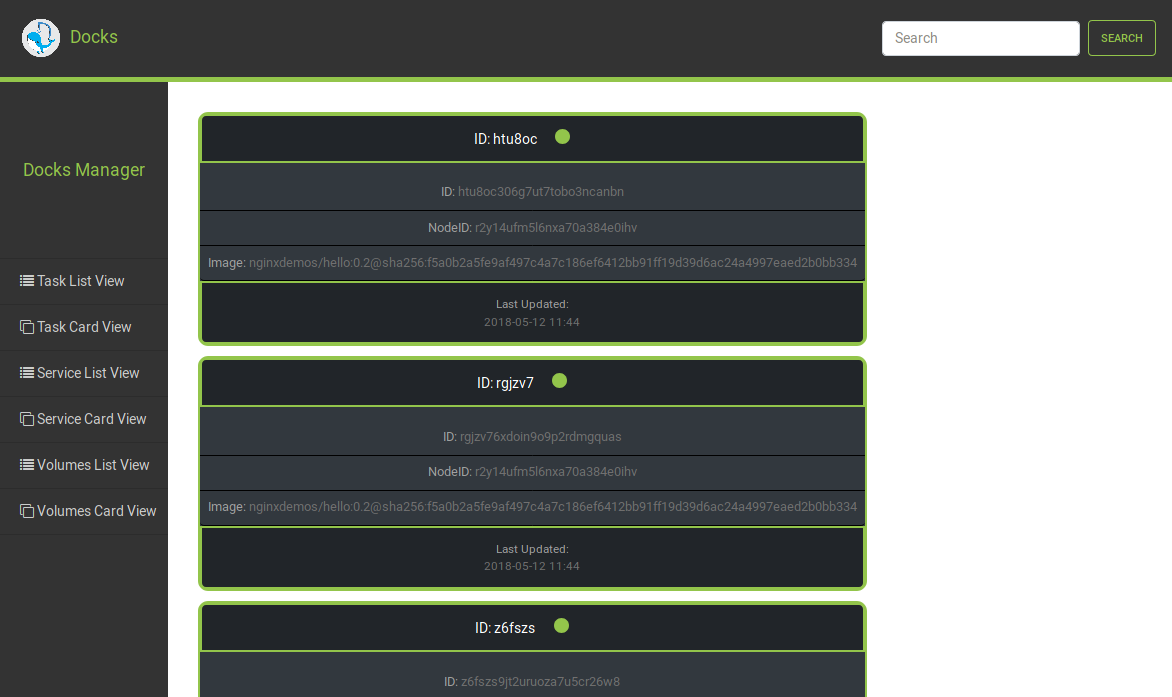 Docks
Search
SEARCH
Docks Manager
Task List View
Task Card View
Service List View
Service Card View
Volumes List View
Volumes Card View
ID: htu8oc
ID: htu8oc306g7ut7tobo3ncanbn
NodeID: r2y14ufm5l6nxa70a384e0ihv
Image: nginxdemos/hello:0.2@sha256:f5a0b2a5fe9af497c4a7c186ef6412bb91ff19d39d6ac24a4997eaed2b0bb334
Last Updated:
2018-05-12 11:44
ID: rgjzv7
ID: rgjzv76xdoin9o9p2rdmgquas
NodeID: r2y14ufm5l6nxa70a384e0ihv
Image: nginxdemos/hello:0.2@sha256:f5a0b2a5fe9af497c4a7c186ef6412bb91ff19d39d6ac24a4997eaed2b0bb334
Last Updated:
2018-05-12 11:44
ID: z6fszs
ID: z6fszs9jt2uruoza7u5cr26w8